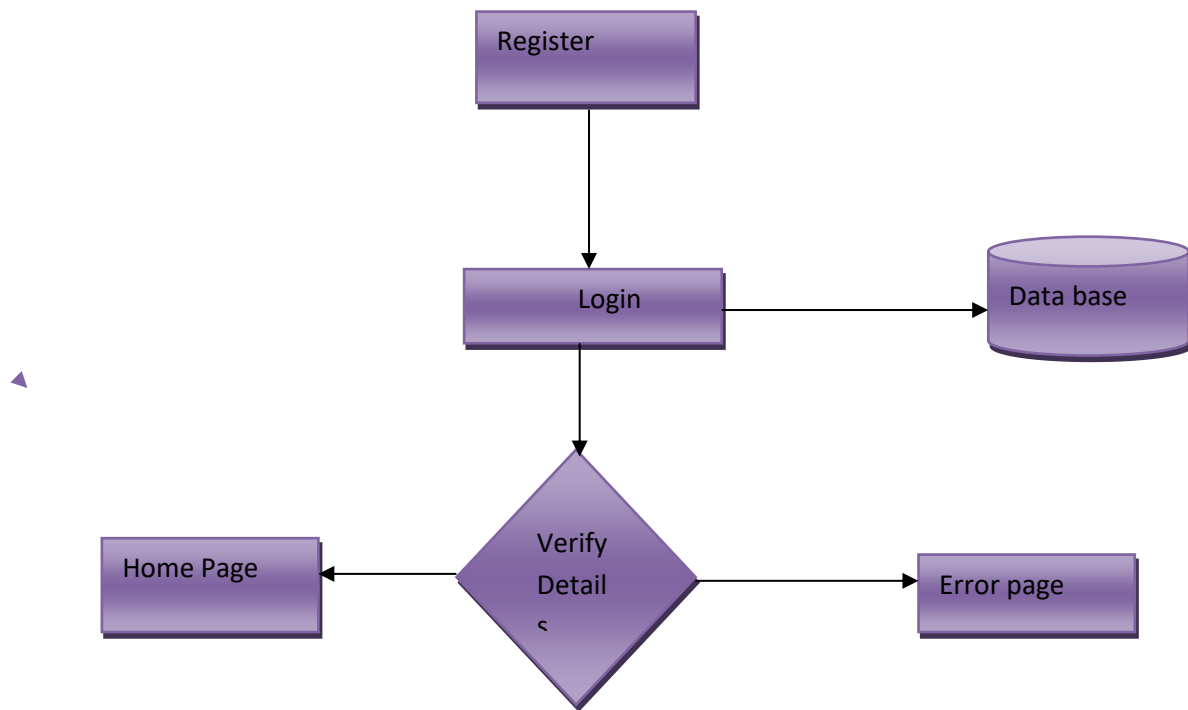 Register
Login
Data base
Verify
Detail
s
Home Page
Error page